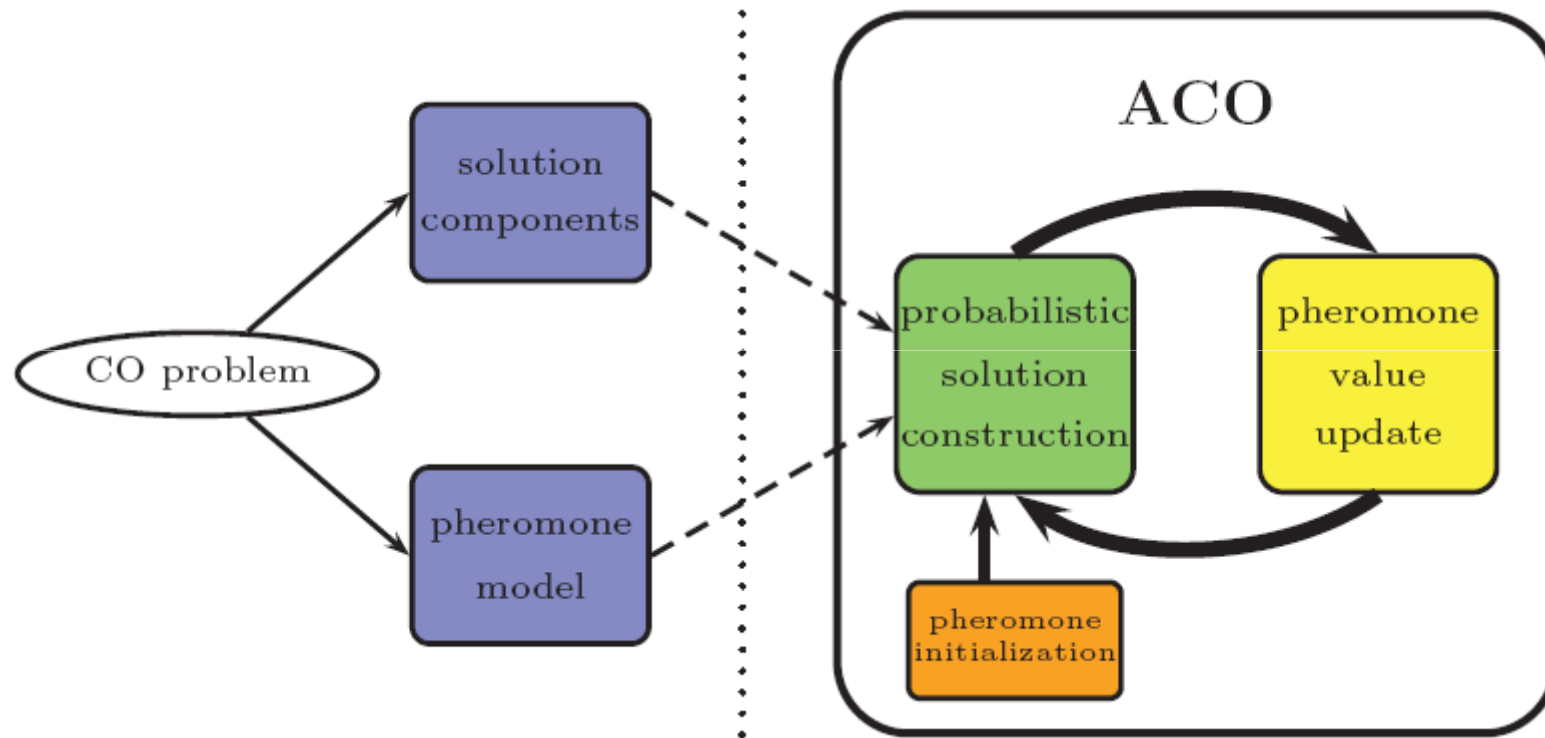 solution
components
CO problem
pheromone
model
ACO
probabilistic
solution
construction
pheromone
value
update
pheromone
initialization